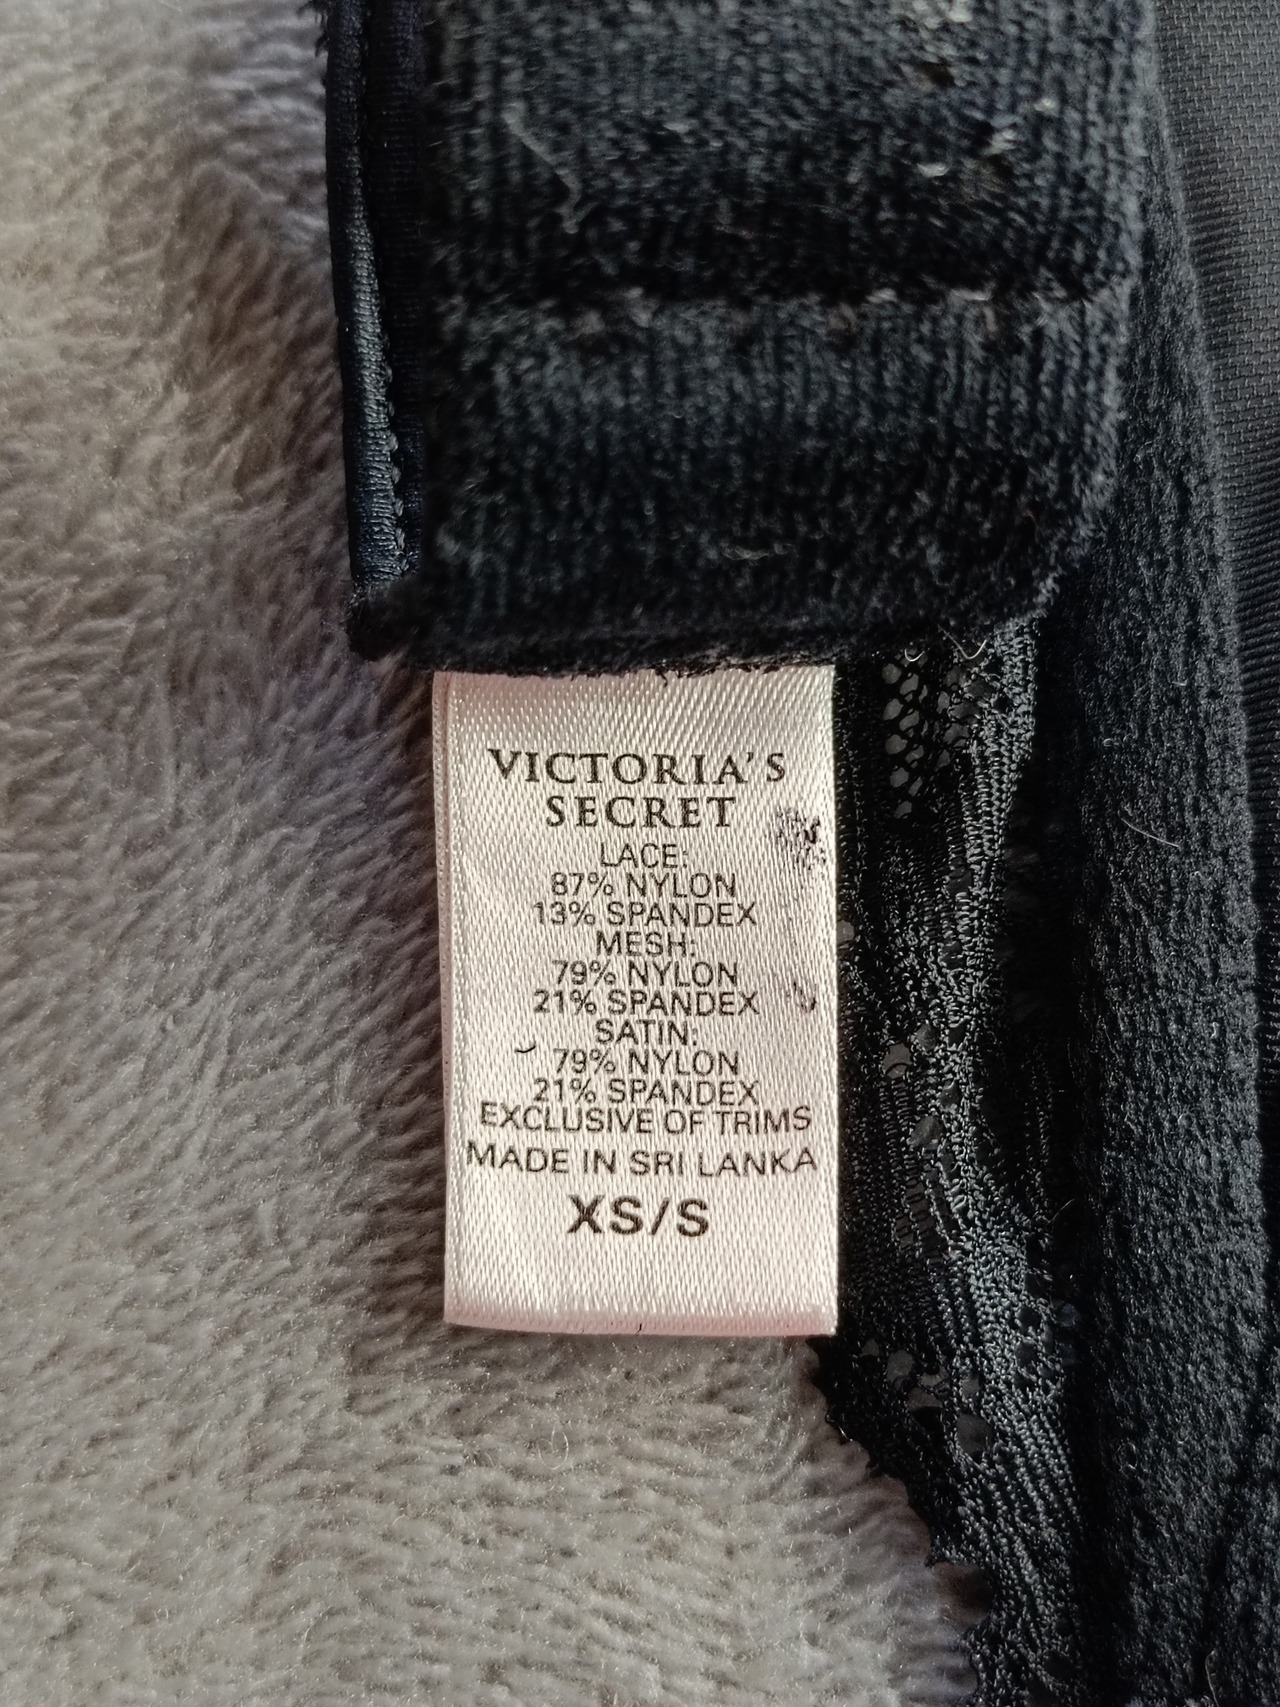 VICTORIA'S
SECRET
LACE:
87% NYLON
13% SPANDEX
MESH:
79% NYLON
21% SPANDEX
SATIN:
79% NYLON
21% SPANDEX
EXCLUSIVE OF TRIMS
MADE IN SRI LANKA
XS/S